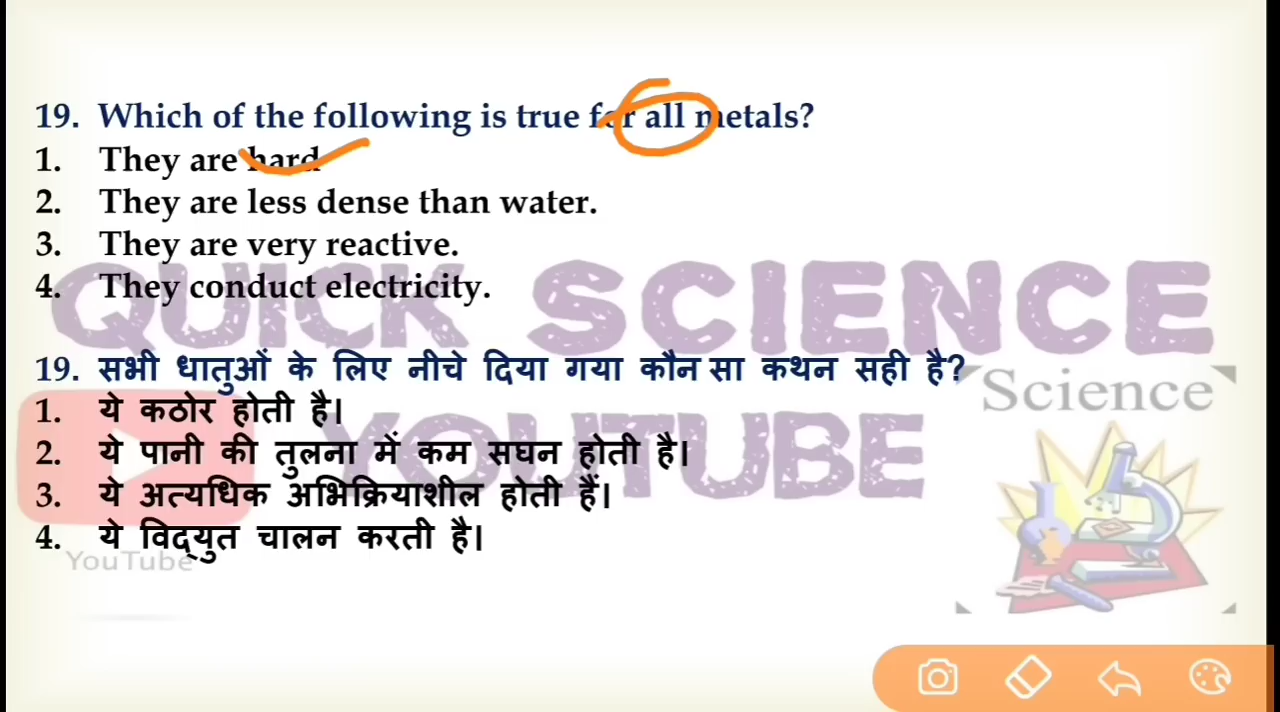 19. Which of the following is true for all metals?
1. They are hard
2. They are less dense than water.
3. They are very reactive.
4. They conduct electricity.
QUICK SCIENCE
19. सभी धातुओं के लिए नीचे दिया गया कौन सा कथन सही है?
Science
1. ये कठोर होती है।
YOUTUBE
2. ये पानी की तुलना में कम सघन होती है।
3. ये अत्यधिक अभिक्रियाशील होती हैं।
4. ये विद्युत चालन करती है।
YouTube